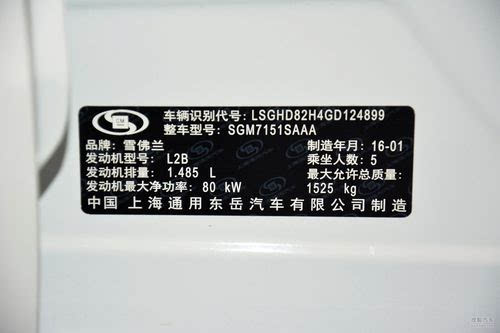 GM
车辆识别代号: LSGHD82H4GD124899
整车型号: SGM7151SAAA
品牌: 雪佛兰 制造年月: 16-01
发动机型号: L2B 乘坐人数: 5
发动机排量: 1.485 L 最大允许总质量:
发动机最大净功率: 80 kW 1525 kg
中国 上海通用东岳汽车有限公司制造